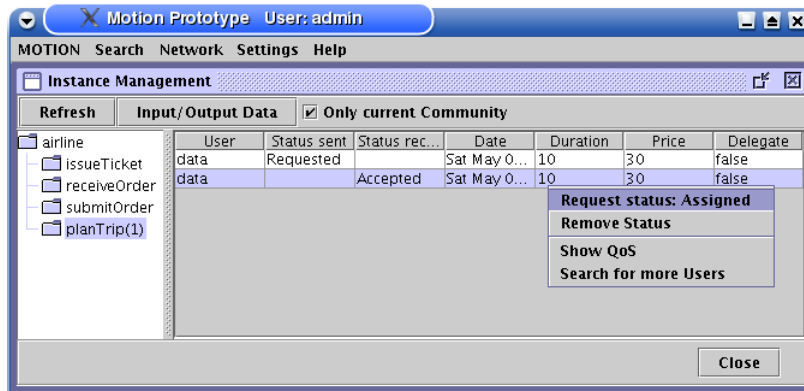 Motion Prototype User: admin
MOTION Search Network Settings Help
Instance Management
Refresh Input/Output Data Only current Community
airline
issueTicket
receiveOrder
submitOrder
planTrip(1)
User Status sent Status rec... Date Duration Price Delegate
data Requested Sat May 0... 10 30 false
data Accepted Sat May 0... 10 30 false
Request status: Assigned
Remove Status
Show QoS
Search for more Users
Close